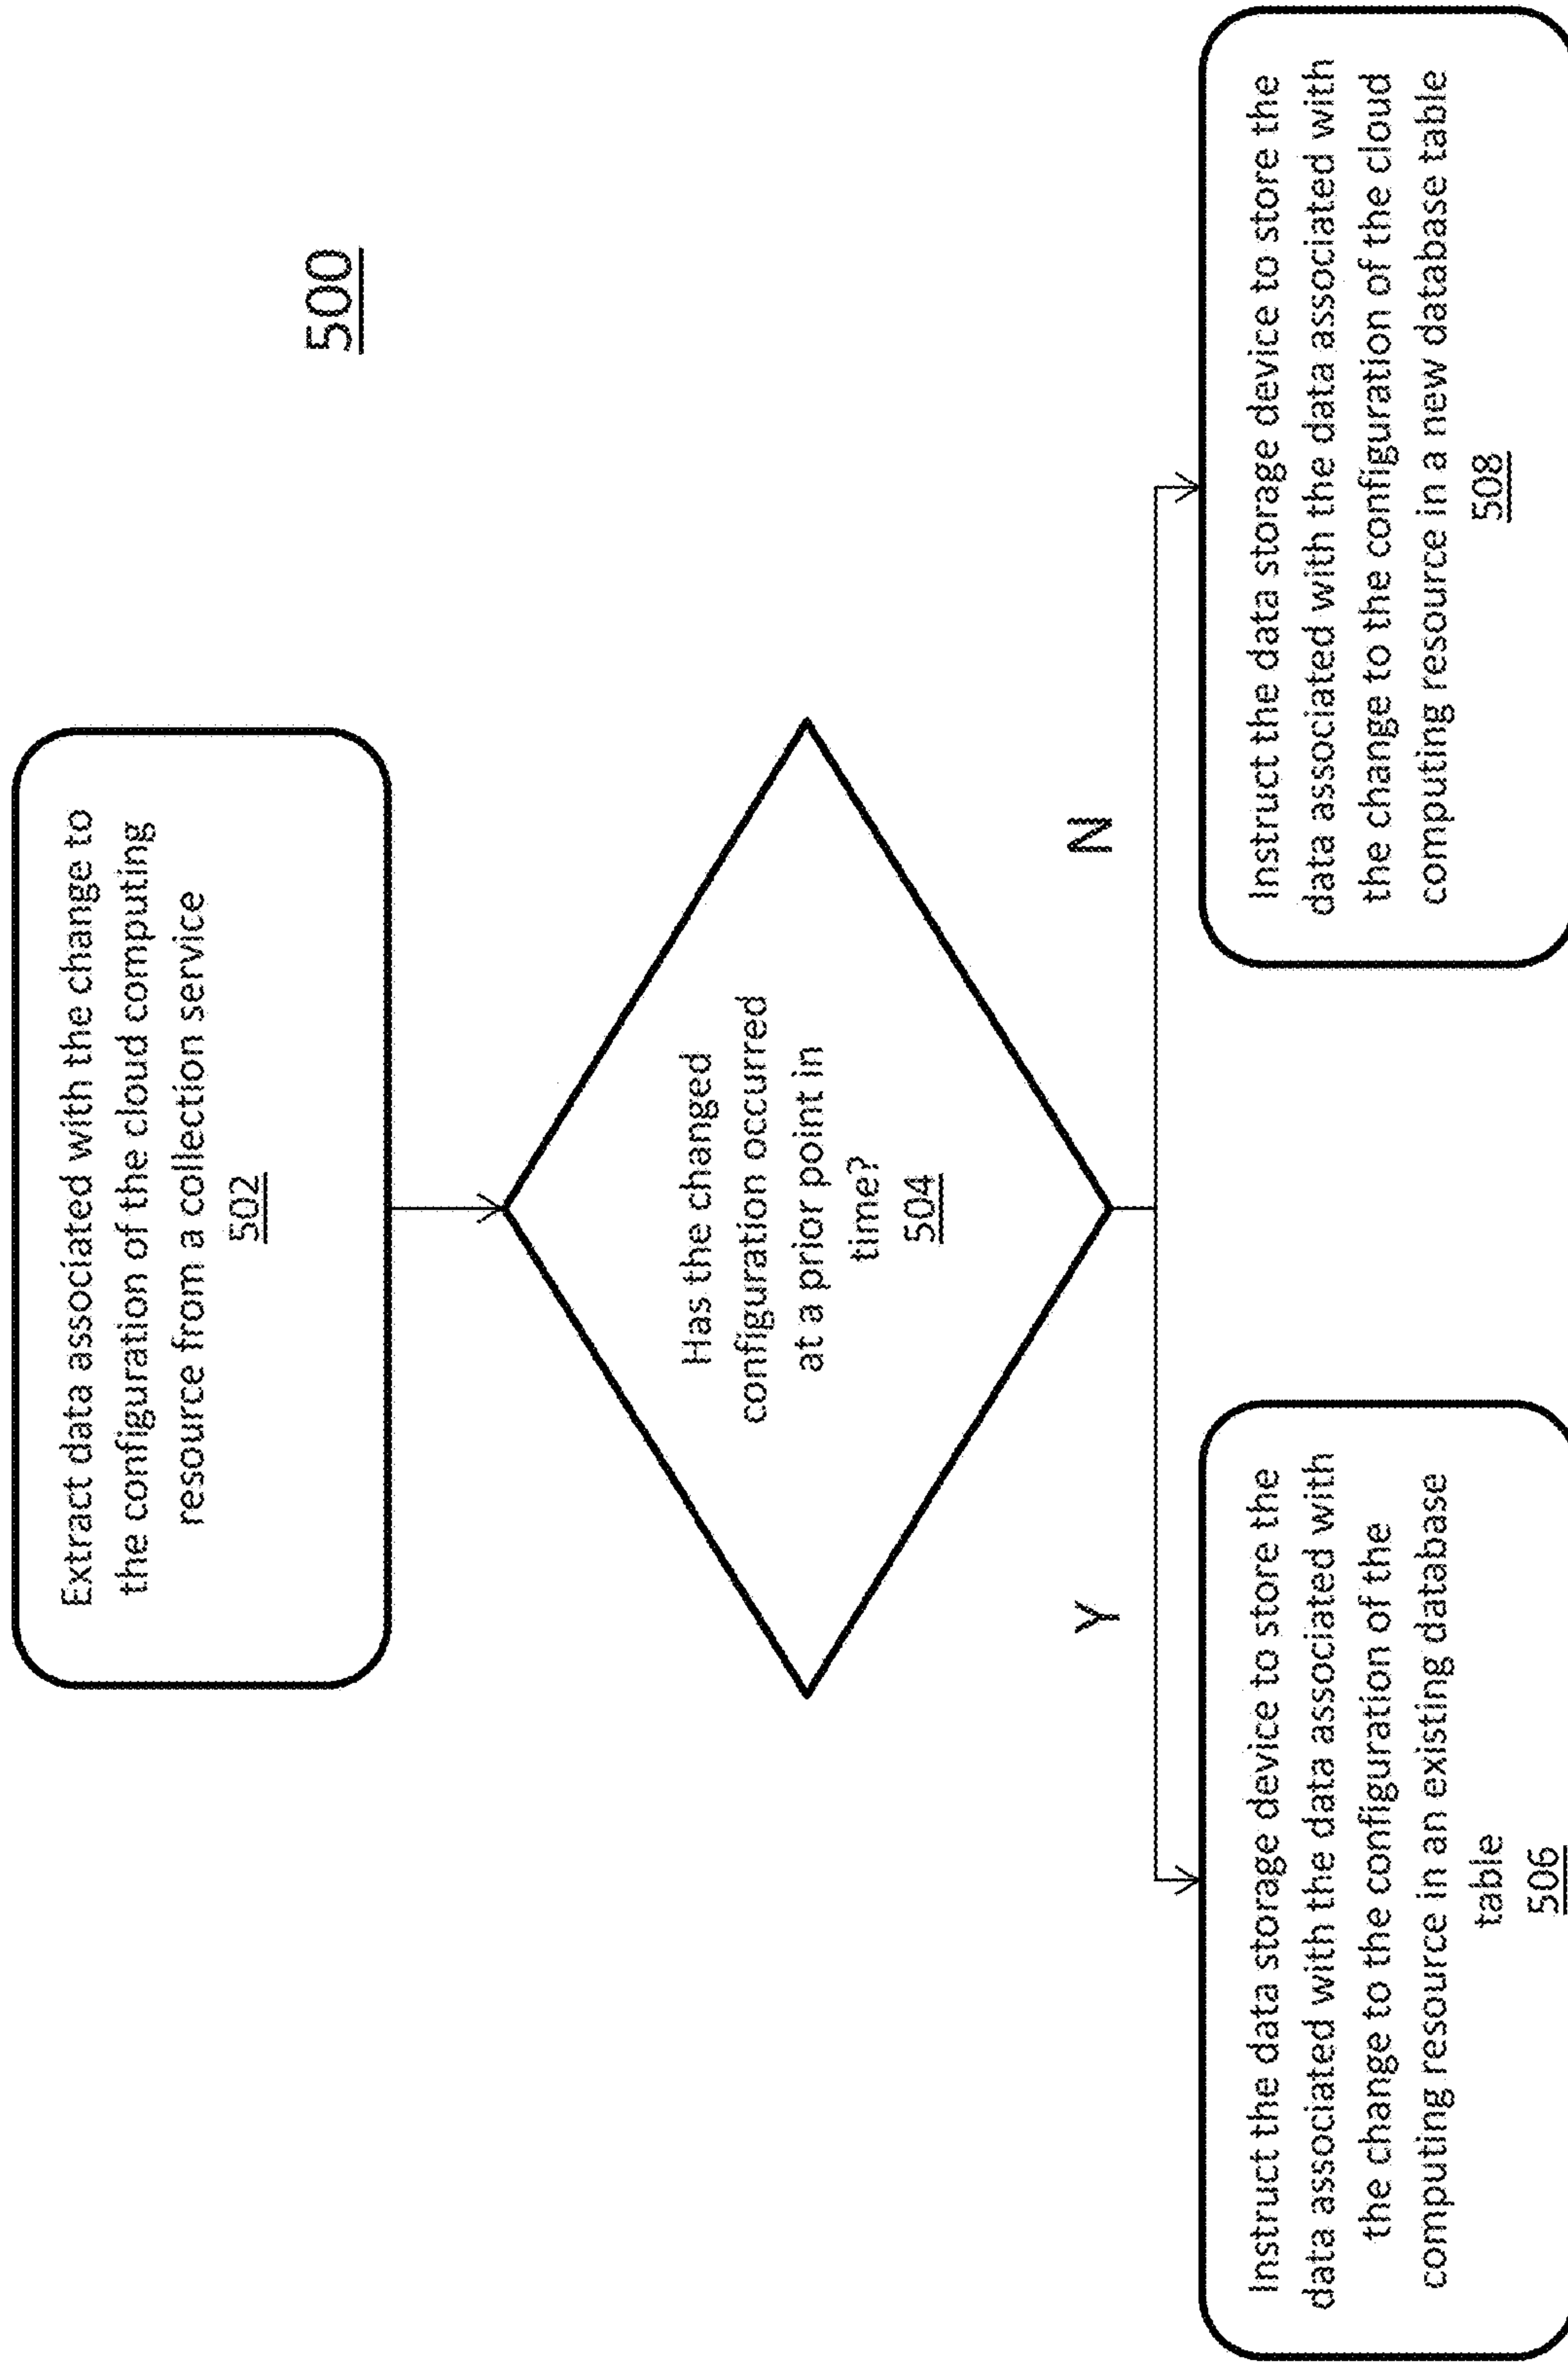 Extract data associated with the change to
the configuration of the cloud computing
resource from a collection service
502
500
Has the changed
configuration occurred
at a prior point in
time?
504
Y
N
Instruct the data storage device to store the
data associated with the data associated with
the change to the configuration of the
computing resource in an existing database
table
506
Instruct the data storage device to store the
data associated with the data associated with
the change to the configuration of the cloud
computing resource in a new database table
508